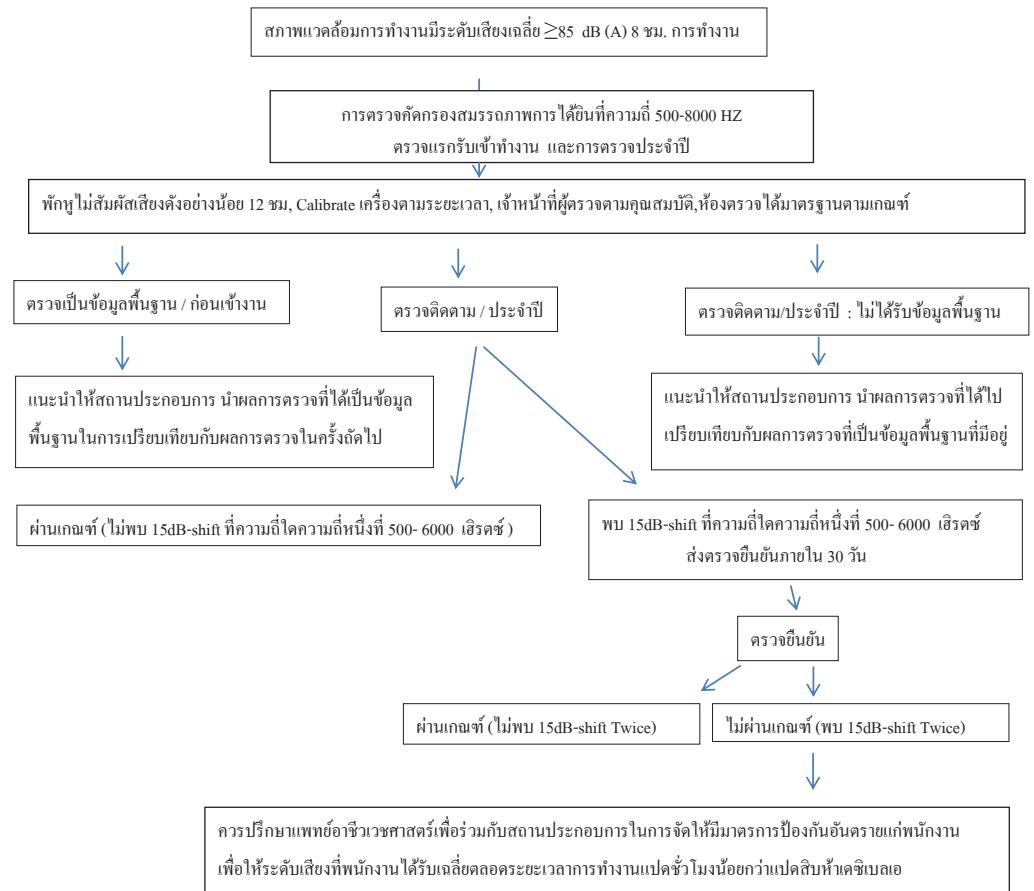 สภาพแวดล้อมการทำงานมีระดับเสียงเฉลี่ย ≥85 dB (A) 8 ชม. การทำงาน
การตรวจคัดกรองสมรรถภาพการได้ยินที่ความถี่ 500-8000 HZ
ตรวจแรกรับเข้าทำงาน และการตรวจประจำปี
พักหูไม่สัมผัสเสียงดังอย่างน้อย 12 ชม, Calibrate เครื่องตามระยะเวลา, เจ้าหน้าที่ผู้ตรวจตามคุณสมบัติ,ห้องตรวจได้มาตรฐานตามเกณฑ์
ตรวจเป็นข้อมูลพื้นฐาน / ก่อนเข้างาน
ตรวจติดตาม / ประจำปี
ตรวจติดตาม/ประจำปี : ไม่ได้รับข้อมูลพื้นฐาน
แนะนำให้สถานประกอบการ นำผลการตรวจที่ได้เป็นข้อมูล
พื้นฐานในการเปรียบเทียบกับผลการตรวจในครั้งถัดไป
แนะนำให้สถานประกอบการ นำผลการตรวจที่ได้ไป
เปรียบเทียบกับผลการตรวจที่เป็นข้อมูลพื้นฐานที่มีอยู่
ผ่านเกณฑ์ (ไม่พบ 15dB-shift ที่ความถี่ใดความถี่หนึ่งที่ 500- 6000 เฮิรตซ์ )
พบ 15dB-shift ที่ความถี่ใดความถี่หนึ่งที่ 500- 6000 เฮิรตซ์
ส่งตรวจยืนยันภายใน 30 วัน
ตรวจยืนยัน
ผ่านเกณฑ์ (ไม่พบ 15dB-shift Twice)
ไม่ผ่านเกณฑ์ (พบ 15dB-shift Twice)
ควรปรึกษาแพทย์อาชีวเวชศาสตร์เพื่อร่วมกับสถานประกอบการในการจัดให้มีมาตรการป้องกันอันตรายแก่พนักงาน
เพื่อให้ระดับเสียงที่พนักงานได้รับเฉลี่ยตลอดระยะเวลาการทำงานแปดชั่วโมงน้อยกว่าแปดสิบห้าเดซิเบลเอ